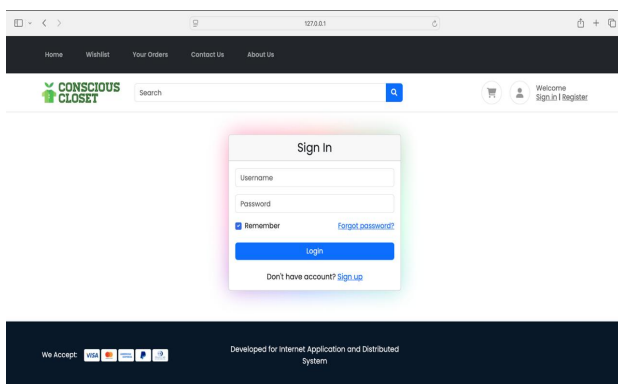 127.0.0.1
Home Wishlist Your Orders Contact Us About Us
CONSCIOUS
CLOSET
Search
Welcome
Sign in | Register
Sign In
Username
Password
Remember Forgot password?
Login
Don't have account? Sign up
We Accept: VISA
Developed for Internet Application and Distributed
System